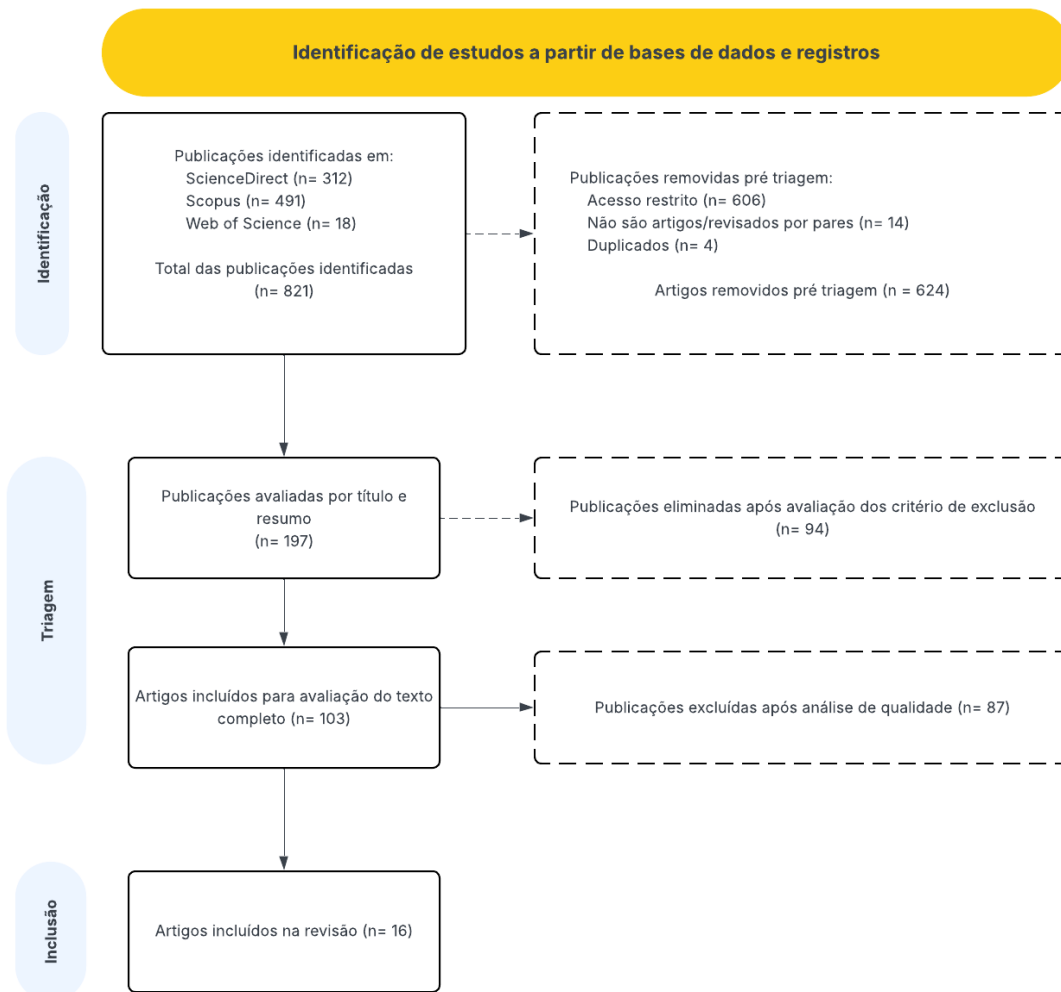 Identificação de estudos a partir de bases de dados e registros
Identificação
Publicações identificadas em:
ScienceDirect (n= 312)
Scopus (n= 491)
Web of Science (n= 18)
Total das publicações identificadas
(n= 821)
Publicações removidas pré triagem:
Acesso restrito (n= 606)
Não são artigos/revisados por pares (n= 14)
Duplicados (n= 4)
Artigos removidos pré triagem (n = 624)
Triagem
Publicações avaliadas por título e
resumo
(n= 197)
Publicações eliminadas após avaliação dos critério de exclusão
(n= 94)
Artigos incluídos para avaliação do texto
completo (n= 103)
Publicações excluídas após análise de qualidade (n= 87)
Inclusão
Artigos incluídos na revisão (n= 16)